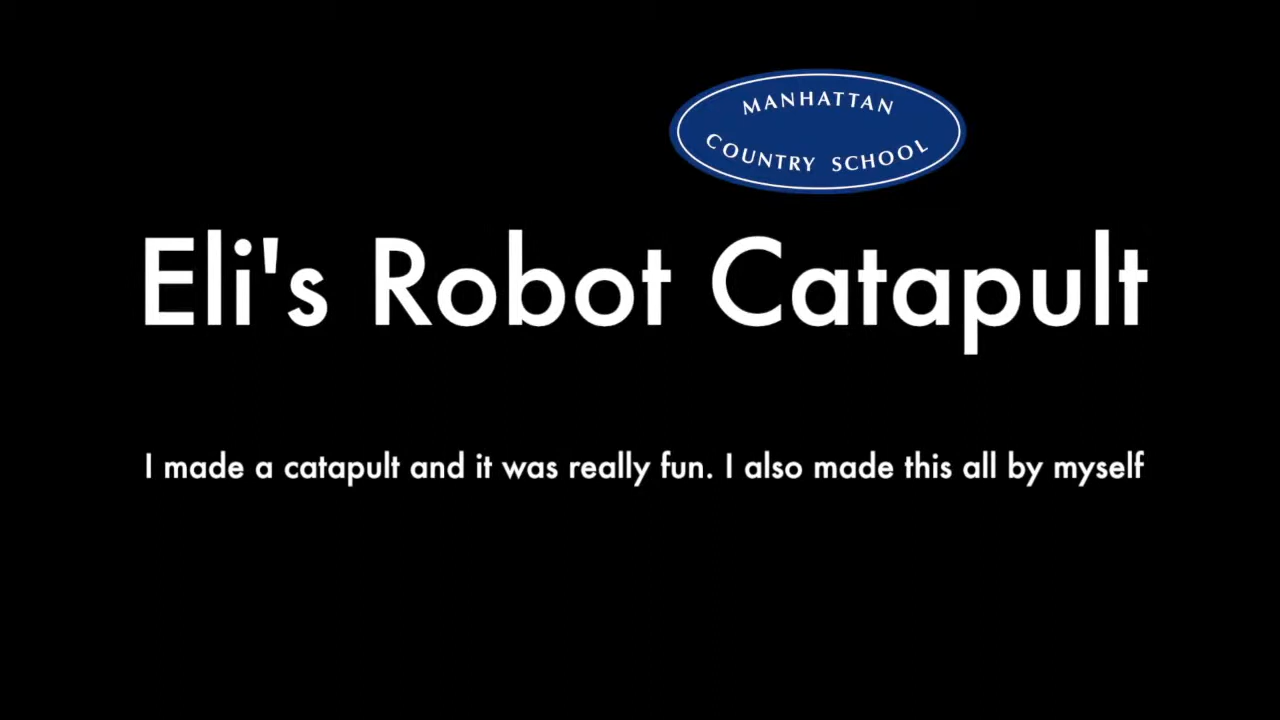 MANHATTAN
COUNTRY SCHOOL
Eli's Robot Catapult
I made a catapult and it was really fun. I also made this all by myself